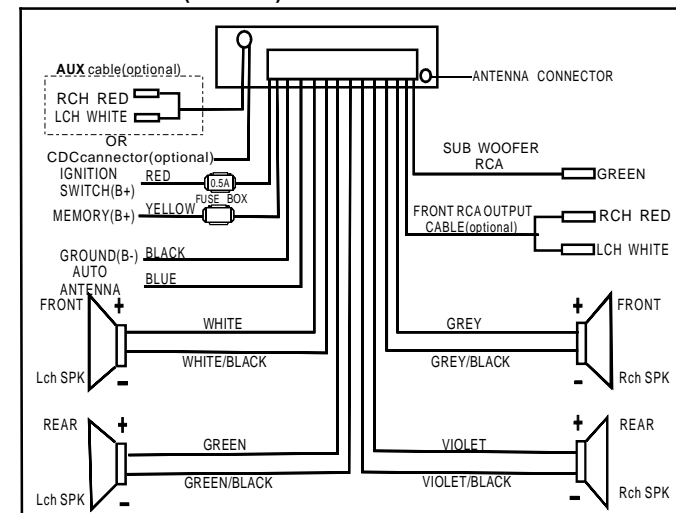 AUX cable(optional)
RCH RED
LCH WHITE
OR
CDCcannector(optional)
IGNITION
SWITCH(B+)
RED
0.5A
FUSE BOX
MEMORY(B+)
YELLOW
GROUND(B-)
BLACK
AUTO
ANTENNA
BLUE
ANTENNA CONNECTOR
SUB WOOFER
RCA
GREEN
FRONT RCA OUTPUT
CABLE(optional)
RCH RED
LCH WHITE
FRONT
+
WHITE
WHITE/BLACK
-
Lch SPK
GREY
GREY/BLACK
+
FRONT
-
Rch SPK
REAR
+
GREEN
GREEN/BLACK
-
Lch SPK
VIOLET
VIOLET/BLACK
+
REAR
-
Rch SPK